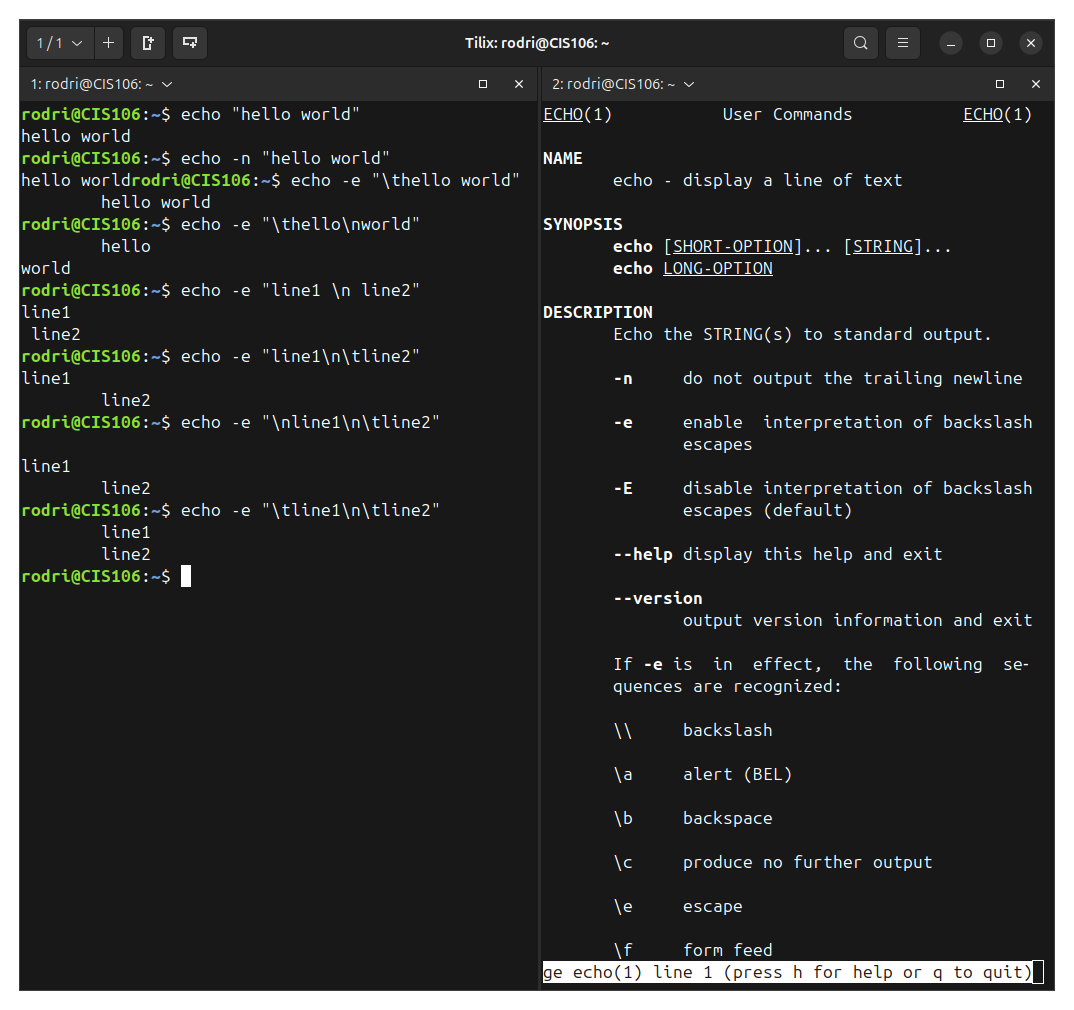 1 / 1
Tilix: rodri@CIS106: ~
1: rodri@CIS106: ~
rodri@CIS106:~$ echo "hello world"
hello world
rodri@CIS106:~$ echo -n "hello world"
hello worldrodri@CIS106:~$ echo -e "\thello world"
        hello world
rodri@CIS106:~$ echo -e "\thello\nworld"
        hello
world
rodri@CIS106:~$ echo -e "line1 \n line2"
line1
 line2
rodri@CIS106:~$ echo -e "line1\n\tline2"
line1
        line2
rodri@CIS106:~$ echo -e "\nline1\n\tline2"

line1
        line2
rodri@CIS106:~$ echo -e "\tline1\n\tline2"
        line1
        line2
rodri@CIS106:~$
2: rodri@CIS106: ~
ECHO(1)           User Commands           ECHO(1)
NAME
       echo - display a line of text
SYNOPSIS
       echo [SHORT-OPTION]... [STRING]...
       echo LONG-OPTION
DESCRIPTION
       Echo the STRING(s) to standard output.
       -n     do not output the trailing newline
       -e     enable  interpretation of backslash
              escapes
       -E     disable interpretation of backslash
              escapes (default)
       --help display this help and exit
       --version
              output version information and exit
       If -e is  in  effect,  the  following  se-
       quences are recognized:
       \\     backslash
       \a     alert (BEL)
       \b     backspace
       \c     produce no further output
       \e     escape
       \f     form feed
ge echo(1) line 1 (press h for help or q to quit)